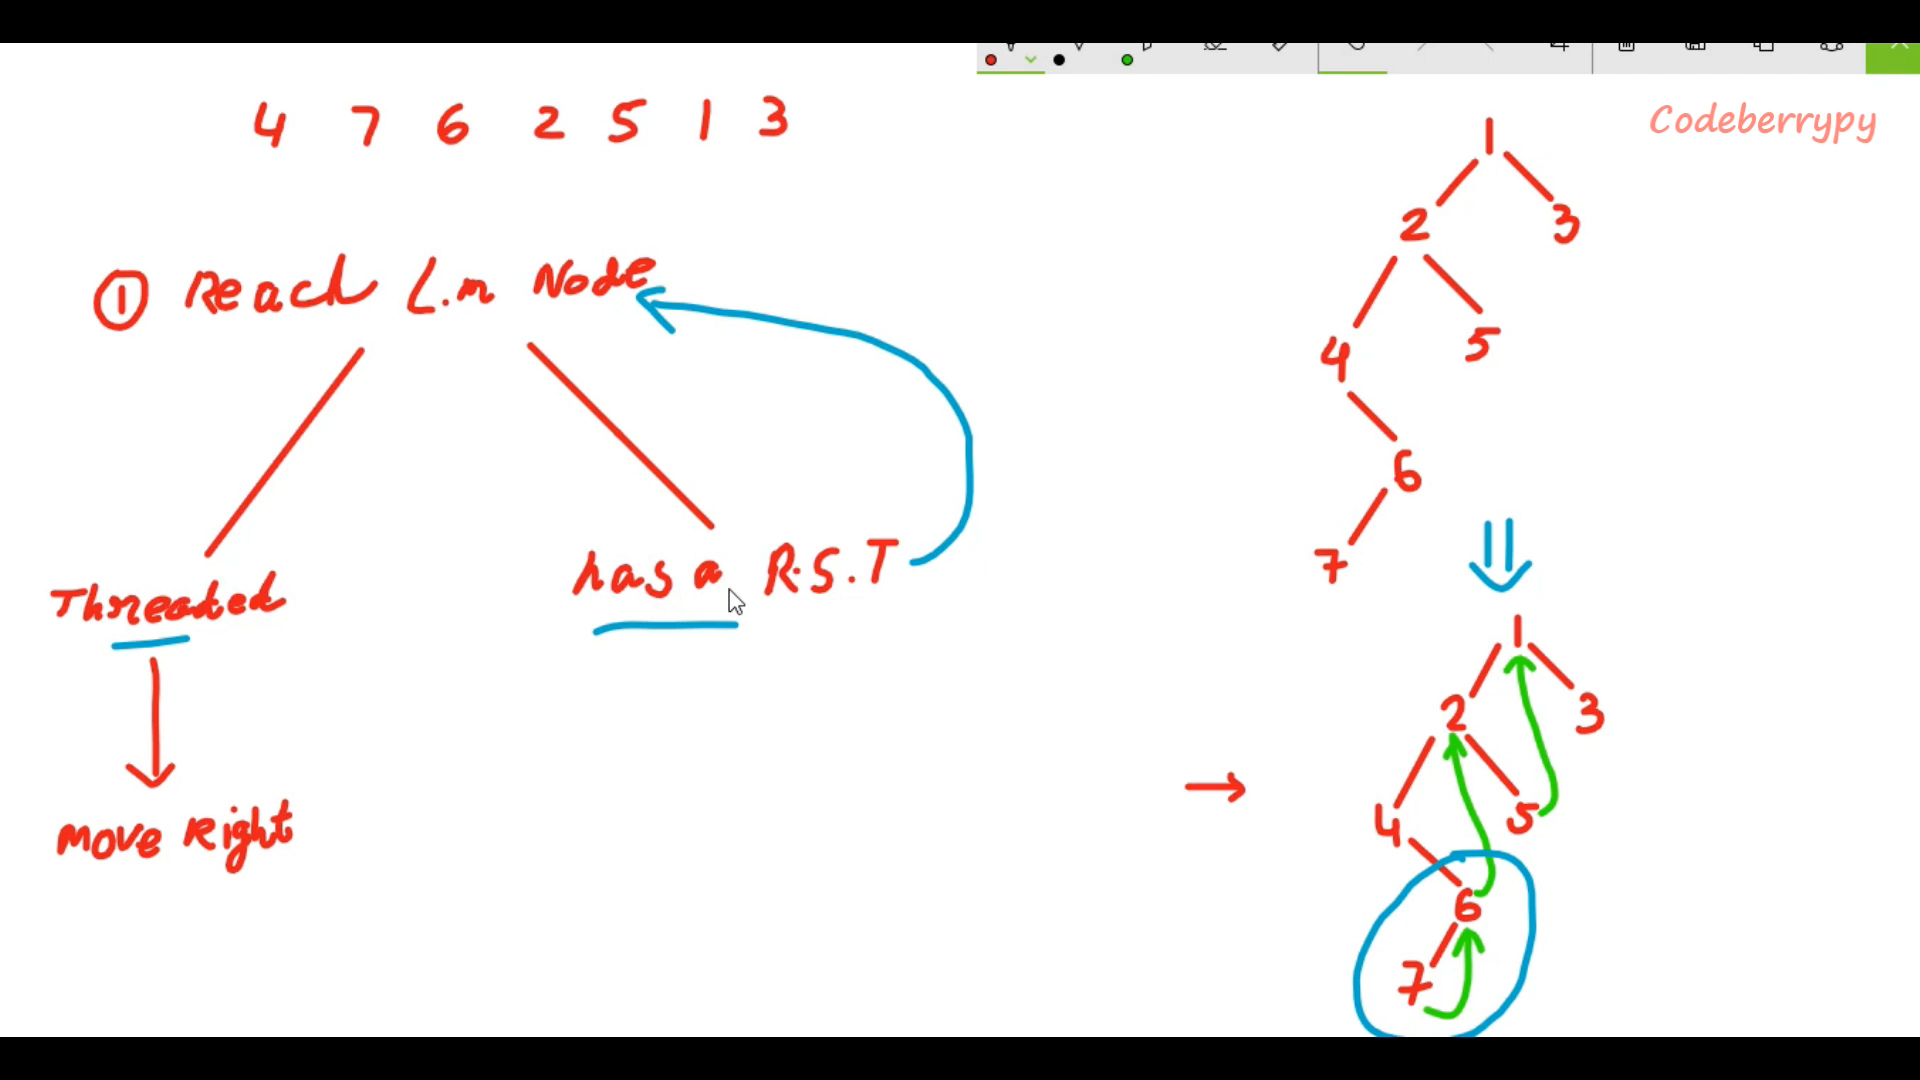 4 7 6 2 5 1 3
Codeberrypy
① Reach L.m Node
Threaded
has a R.S.T
Move Right
1
2 3
4 5
6
7
1
2 3
4 5
6
7